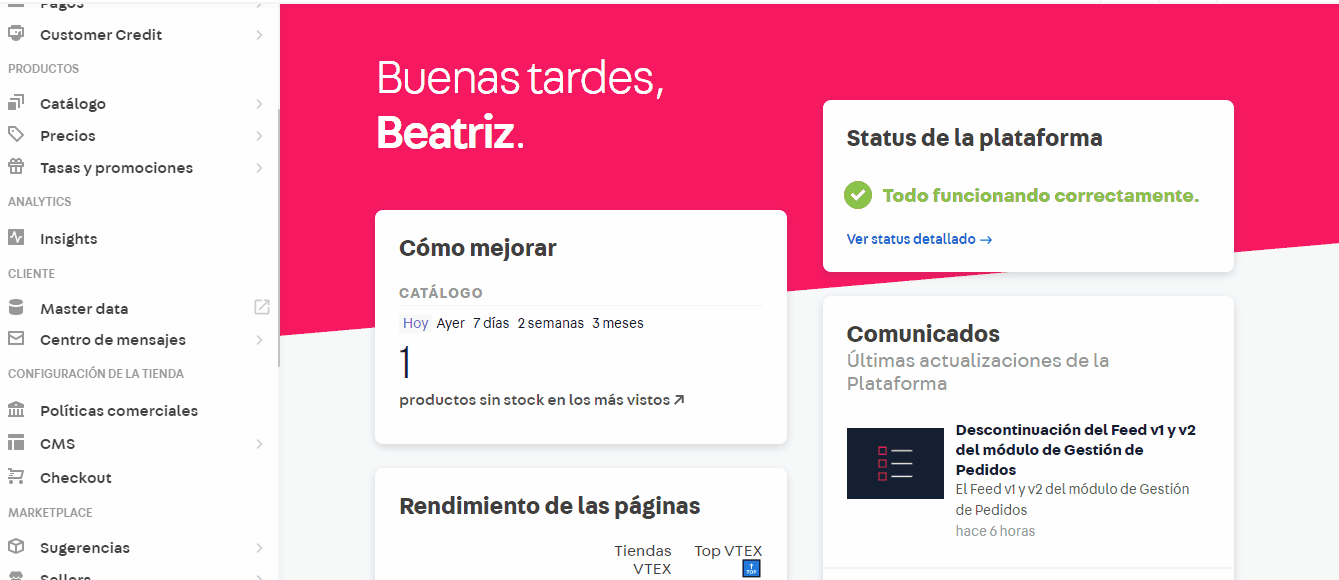 Pagos
Customer Credit
PRODUCTOS
Catálogo
Precios
Tasas y promociones
ANALYTICS
Insights
CLIENTE
Master data
Centro de mensajes
CONFIGURACIÓN DE LA TIENDA
Políticas comerciales
CMS
Checkout
MARKETPLACE
Sugerencias
Sellers
Buenas tardes,
Beatriz.
Cómo mejorar
CATÁLOGO
Hoy Ayer 7 días 2 semanas 3 meses
1
productos sin stock en los más vistos
Rendimiento de las páginas
Tiendas
VTEX
Top VTEX
TOP
Status de la plataforma
Todo funcionando correctamente.
Ver status detallado →
Comunicados
Últimas actualizaciones de la
Plataforma
Descontinuación del Feed v1 y v2
del módulo de Gestión de
Pedidos
El Feed v1 y v2 del módulo de Gestión
de Pedidos
hace 6 horas